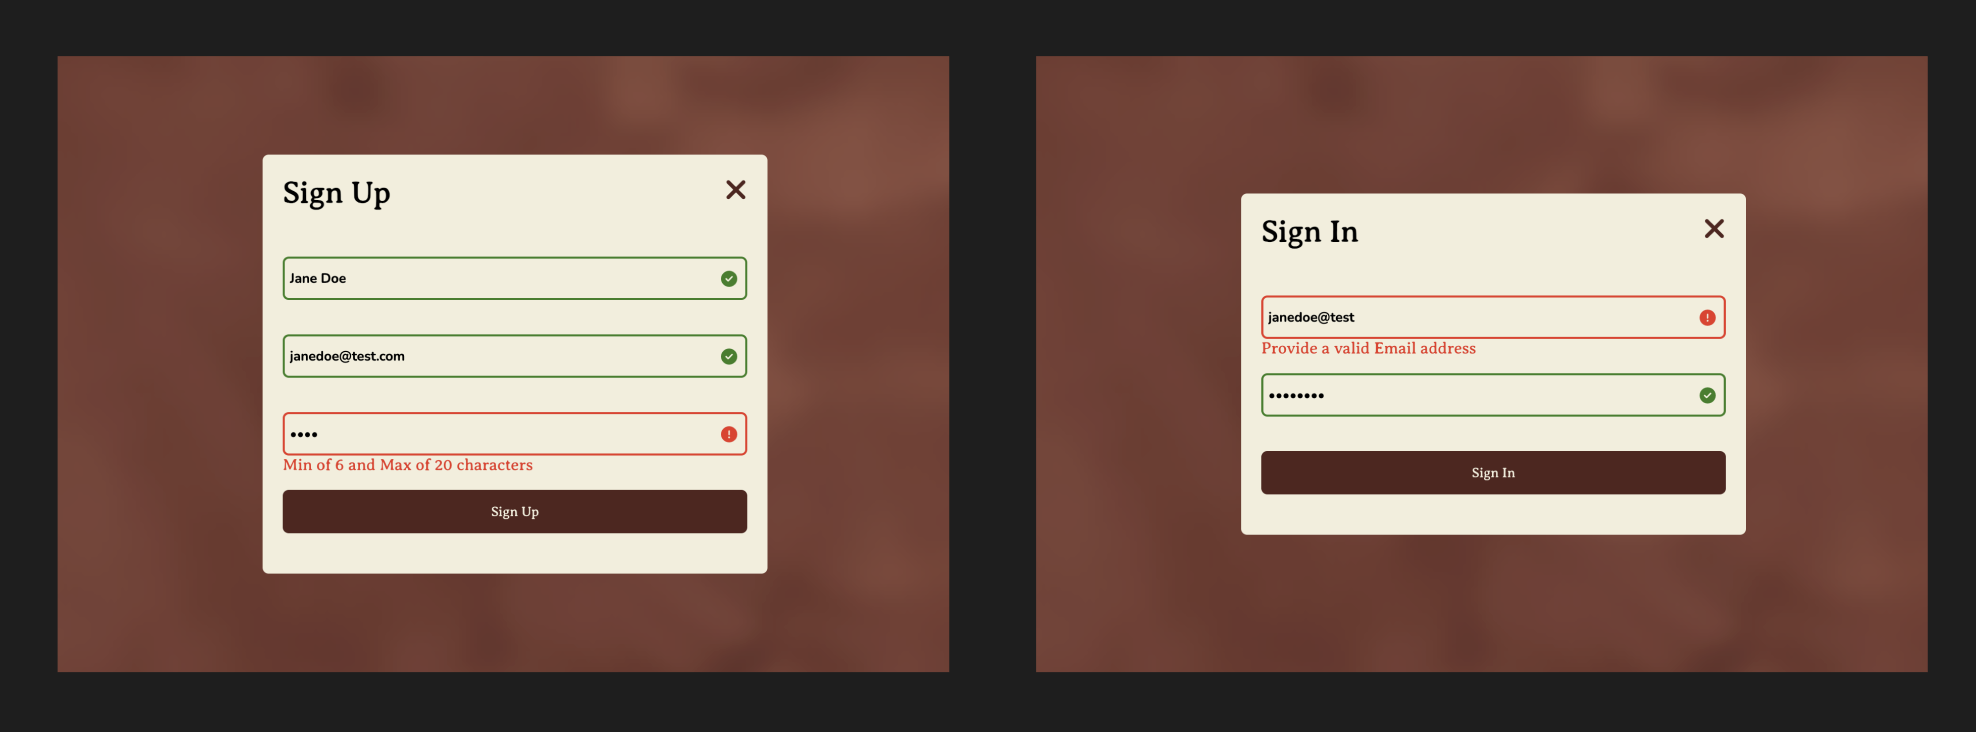 Sign Up
Jane Doe
janedoe@test.com
••••
Min of 6 and Max of 20 characters
Sign Up
Sign In
janedoe@test
Provide a valid Email address
••••••••
Sign In